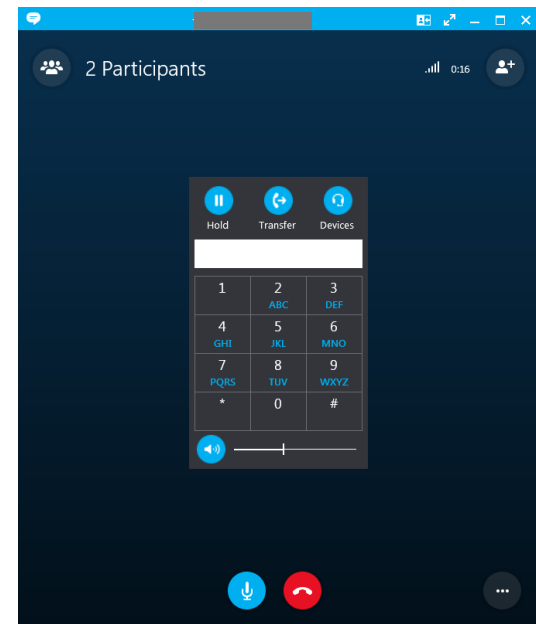 2 Participants
0:16
Hold Transfer Devices
1 2 3
ABC DEF
4 5 6
GHI JKL MNO
7 8 9
PQRS TUV WXYZ
* 0 #